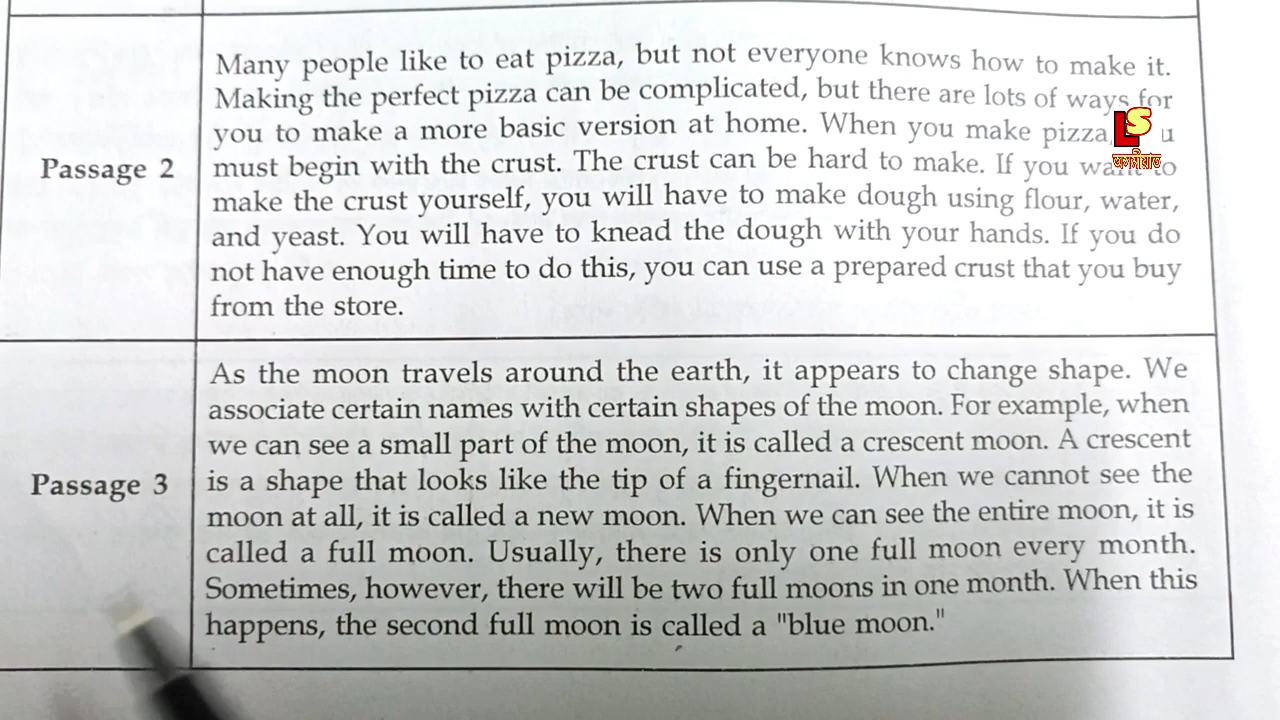 Passage 2
Many people like to eat pizza, but not everyone knows how to make it.
Making the perfect pizza can be complicated, but there are lots of ways for
you to make a more basic version at home. When you make pizza,
must begin with the crust. The crust can be hard to make. If you want to
make the crust yourself, you will have to make dough using flour, water,
and yeast. You will have to knead the dough with your hands. If you do
not have enough time to do this, you can use a prepared crust that you buy
from the store.
Passage 3
As the moon travels around the earth, it appears to change shape. We
associate certain names with certain shapes of the moon. For example, when
we can see a small part of the moon, it is called a crescent moon. A crescent
is a shape that looks like the tip of a fingernail. When we cannot see the
moon at all, it is called a new moon. When we can see the entire moon, it is
called a full moon. Usually, there is only one full moon every month.
Sometimes, however, there will be two full moons in one month. When this
happens, the second full moon is called a "blue moon."
LS